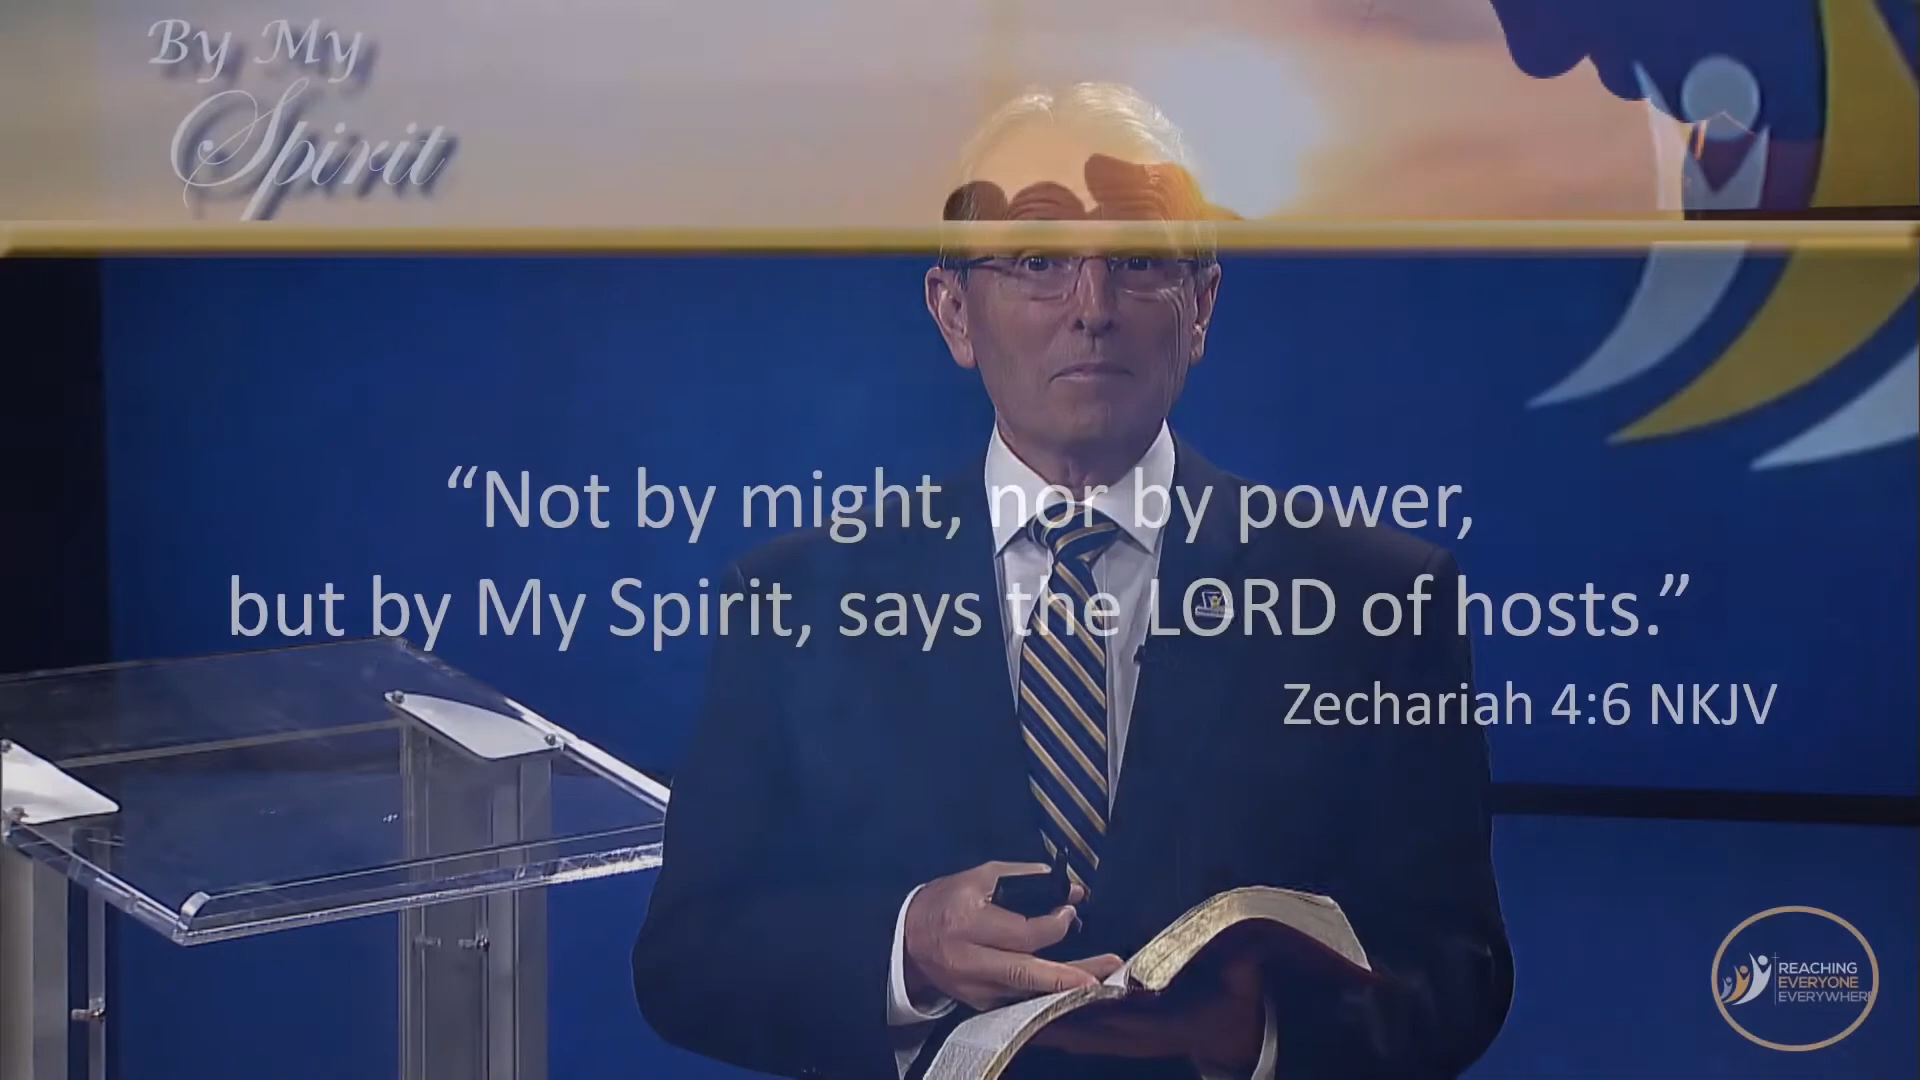 By My
Spirit
“Not by might, nor by power,
but by My Spirit, says the LORD of hosts.”
Zechariah 4:6 NKJV
REACHING
EVERYONE
EVERYWHERE